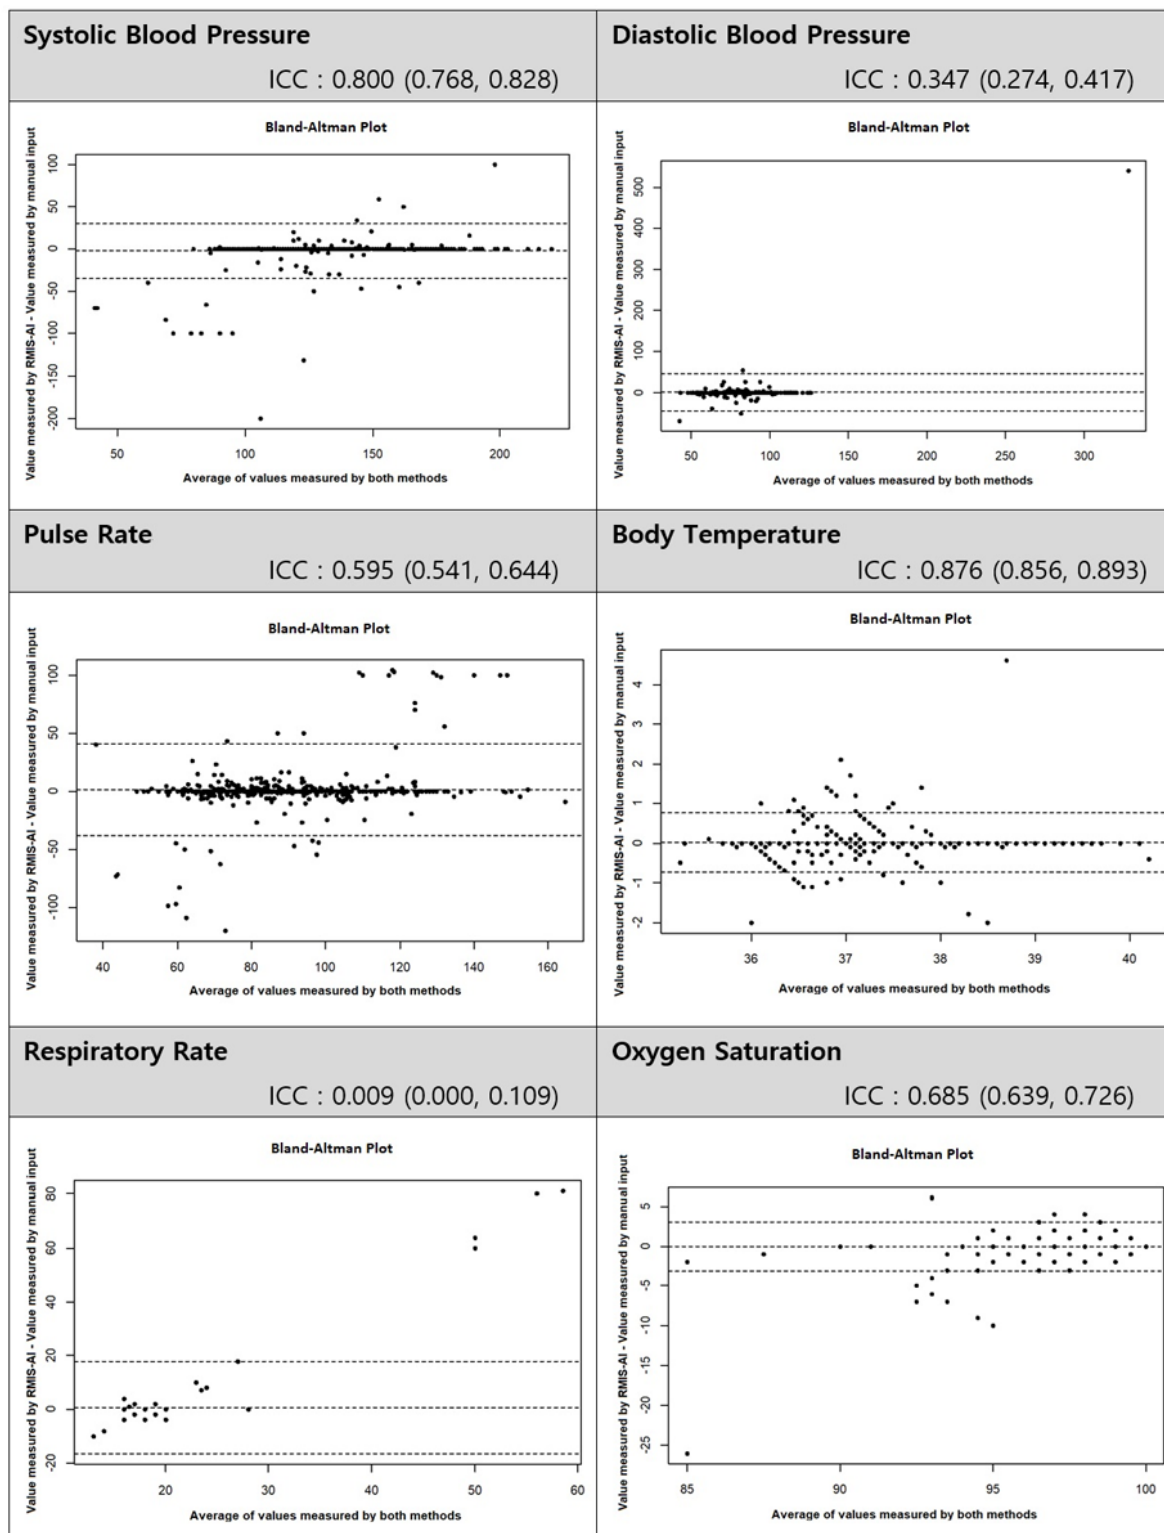 Systolic Blood Pressure
ICC : 0.800 (0.768, 0.828)
Bland-Altman Plot
Value measured by RMIS-AI - Value measured by manual input
100
50
0
-50
-100
-150
-200
50
100
150
200
Average of values measured by both methods
Diastolic Blood Pressure
ICC : 0.347 (0.274, 0.417)
Bland-Altman Plot
Value measured by RMIS-AI - Value measured by manual input
500
400
300
200
100
0
50
100
150
200
250
300
Average of values measured by both methods
Pulse Rate
ICC : 0.595 (0.541, 0.644)
Bland-Altman Plot
Value measured by RMIS-AI - Value measured by manual input
100
50
0
-50
-100
40
60
80
100
120
140
160
Average of values measured by both methods
Body Temperature
ICC : 0.876 (0.856, 0.893)
Bland-Altman Plot
Value measured by RMIS-AI - Value measured by manual input
4
3
2
1
0
-1
-2
36
37
38
39
40
Average of values measured by both methods
Respiratory Rate
ICC : 0.009 (0.000, 0.109)
Bland-Altman Plot
Value measured by RMIS-AI - Value measured by manual input
80
60
40
20
0
-20
20
30
40
50
60
Average of values measured by both methods
Oxygen Saturation
ICC : 0.685 (0.639, 0.726)
Bland-Altman Plot
Value measured by RMIS-AI - Value measured by manual input
5
0
-5
-10
-15
-20
-25
85
90
95
100
Average of values measured by both methods